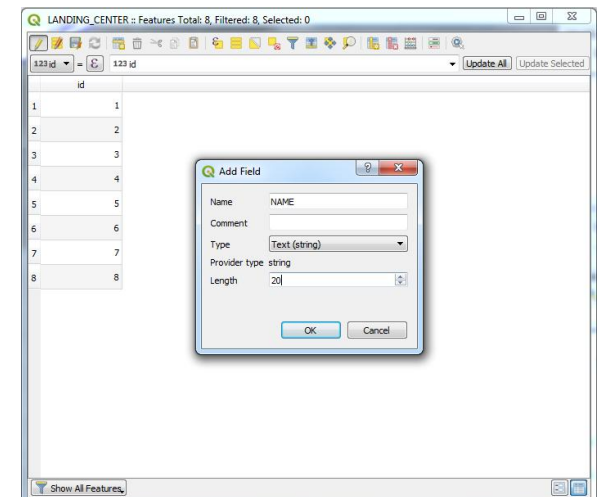 LANDING_CENTER :: Features Total: 8, Filtered: 8, Selected: 0
123 id = ε 123 id Update All Update Selected
id
1 1
2 2
3 3
4 4
5 5
6 6
7 7
8 8
Add Field
Name NAME
Comment
Type Text (string)
Provider type string
Length 20
OK Cancel
Show All Features